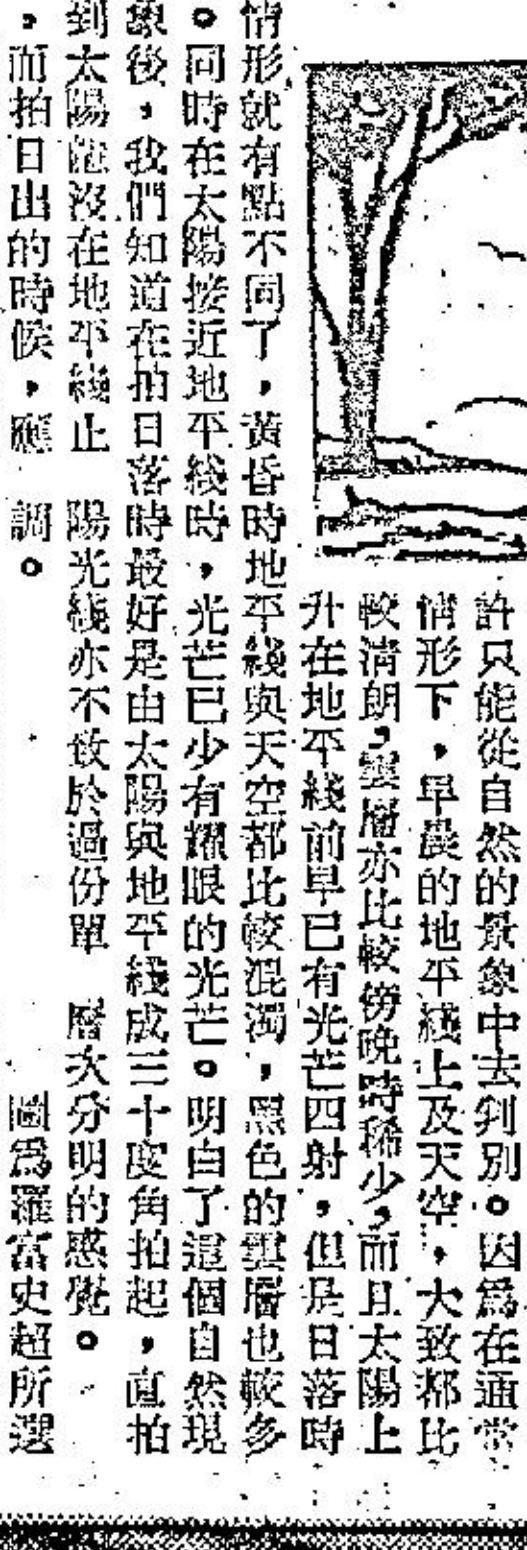 許只能從自然的景象中去判別。因爲在通常
情形下，早晨的地平綫上及天空，大致都比
較淸朗，雲層亦比較傍晚時稀少，而且太陽上
升在地平綫前早已有光芒四射，但是日落時
情形就有點不同了，黃昏時地平綫與天空都比較混濁，黑色的雲層也較多
。同時在太陽接近地平綫時，光芒已少有耀眼的光芒。明白了這個自然現
象後，我們知道在拍日落時最好是由太陽與地平綫成三十度角拍起，直拍
到太陽沒在地平綫止
，而拍日出的時候，應
陽光綫亦不致於過份單
調。
層次分明的感覺。
圖爲羅富史超所選